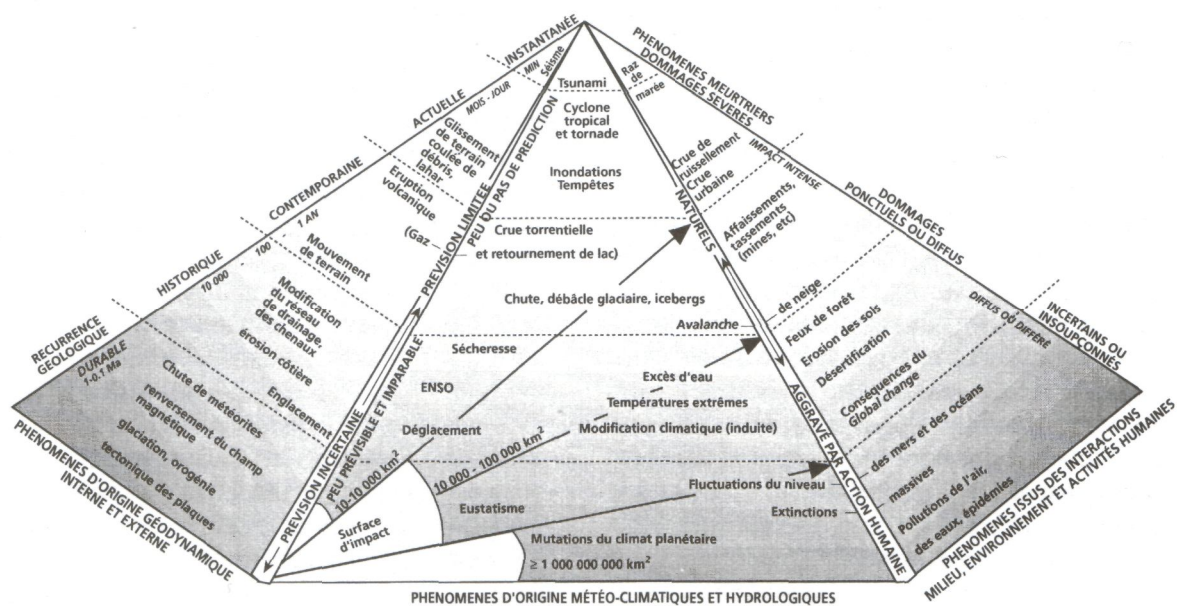 INSTANTANÉE
ACTUELLE
CONTEMPORAINE
HISTORIQUE
RECURRENCE
GEOLOGIQUE
MIN
MOIS - JOUR
1 AN
100
10 000
DURABLE
1-0.1 Ma
Séisme
Glissement
de terrain
coulée de
débris,
lahar
Eruption
volcanique
(Gaz
Mouvement
de terrain
Modification
du réseau
de drainage,
des chenaux
érosion côtière
Englacement
Chute de météorites
renversement du champ
magnétique
glaciation, orogénie
tectonique des plaques
PHENOMENES D'ORIGINE GÉODYNAMIQUE
INTERNE ET EXTERNE
PREVISION INCERTAINE
PREVISION LIMITEE
PEU PRÉVISIBLE ET IMPARABLE
PEU OU PAS DE PREDICTION
Tsunami
Cyclone
tropical
et tornade
Inondations
Tempêtes
Crue torrentielle
et retournement de lac)
Chute, débâcle glaciaire, icebergs
Avalanche
Sécheresse
Excès d'eau
ENSO
Températures extrêmes
Déglacement
Modification climatique (induite)
10-10 000 km²
10 000 - 100 000 km²
Fluctuations du niveau
Eustatisme
Extinctions
Surface
d'impact
Mutations du climat planétaire
≥ 1 000 000 000 km²
PHENOMENES D'ORIGINE MÉTÉO-CLIMATIQUES ET HYDROLOGIQUES
NATURELS
AGGRAVÉ PAR ACTION HUMAINE
PHENOMENES MEURTRIERS
DOMMAGES SEVERES
DOMMAGES
PONCTUELS OU DIFFUS
INCERTAINS OU
INSOUPÇONNÉS
IMPACT INTENSE
DIFFUS OU DIFFÉRÉ
Raz
de
marée
Crue de
ruissellement
Crue
urbaine
Affaissements,
tassements
(mines, etc)
de neige
Feux de forêt
Erosion des sols
Désertification
Conséquences du
Global change
des mers et des océans
massives
Pollutions de l'air,
des eaux, épidémies
PHENOMENES ISSUS DES INTERACTIONS
MILIEU, ENVIRONNEMENT ET ACTIVITÉS HUMAINES